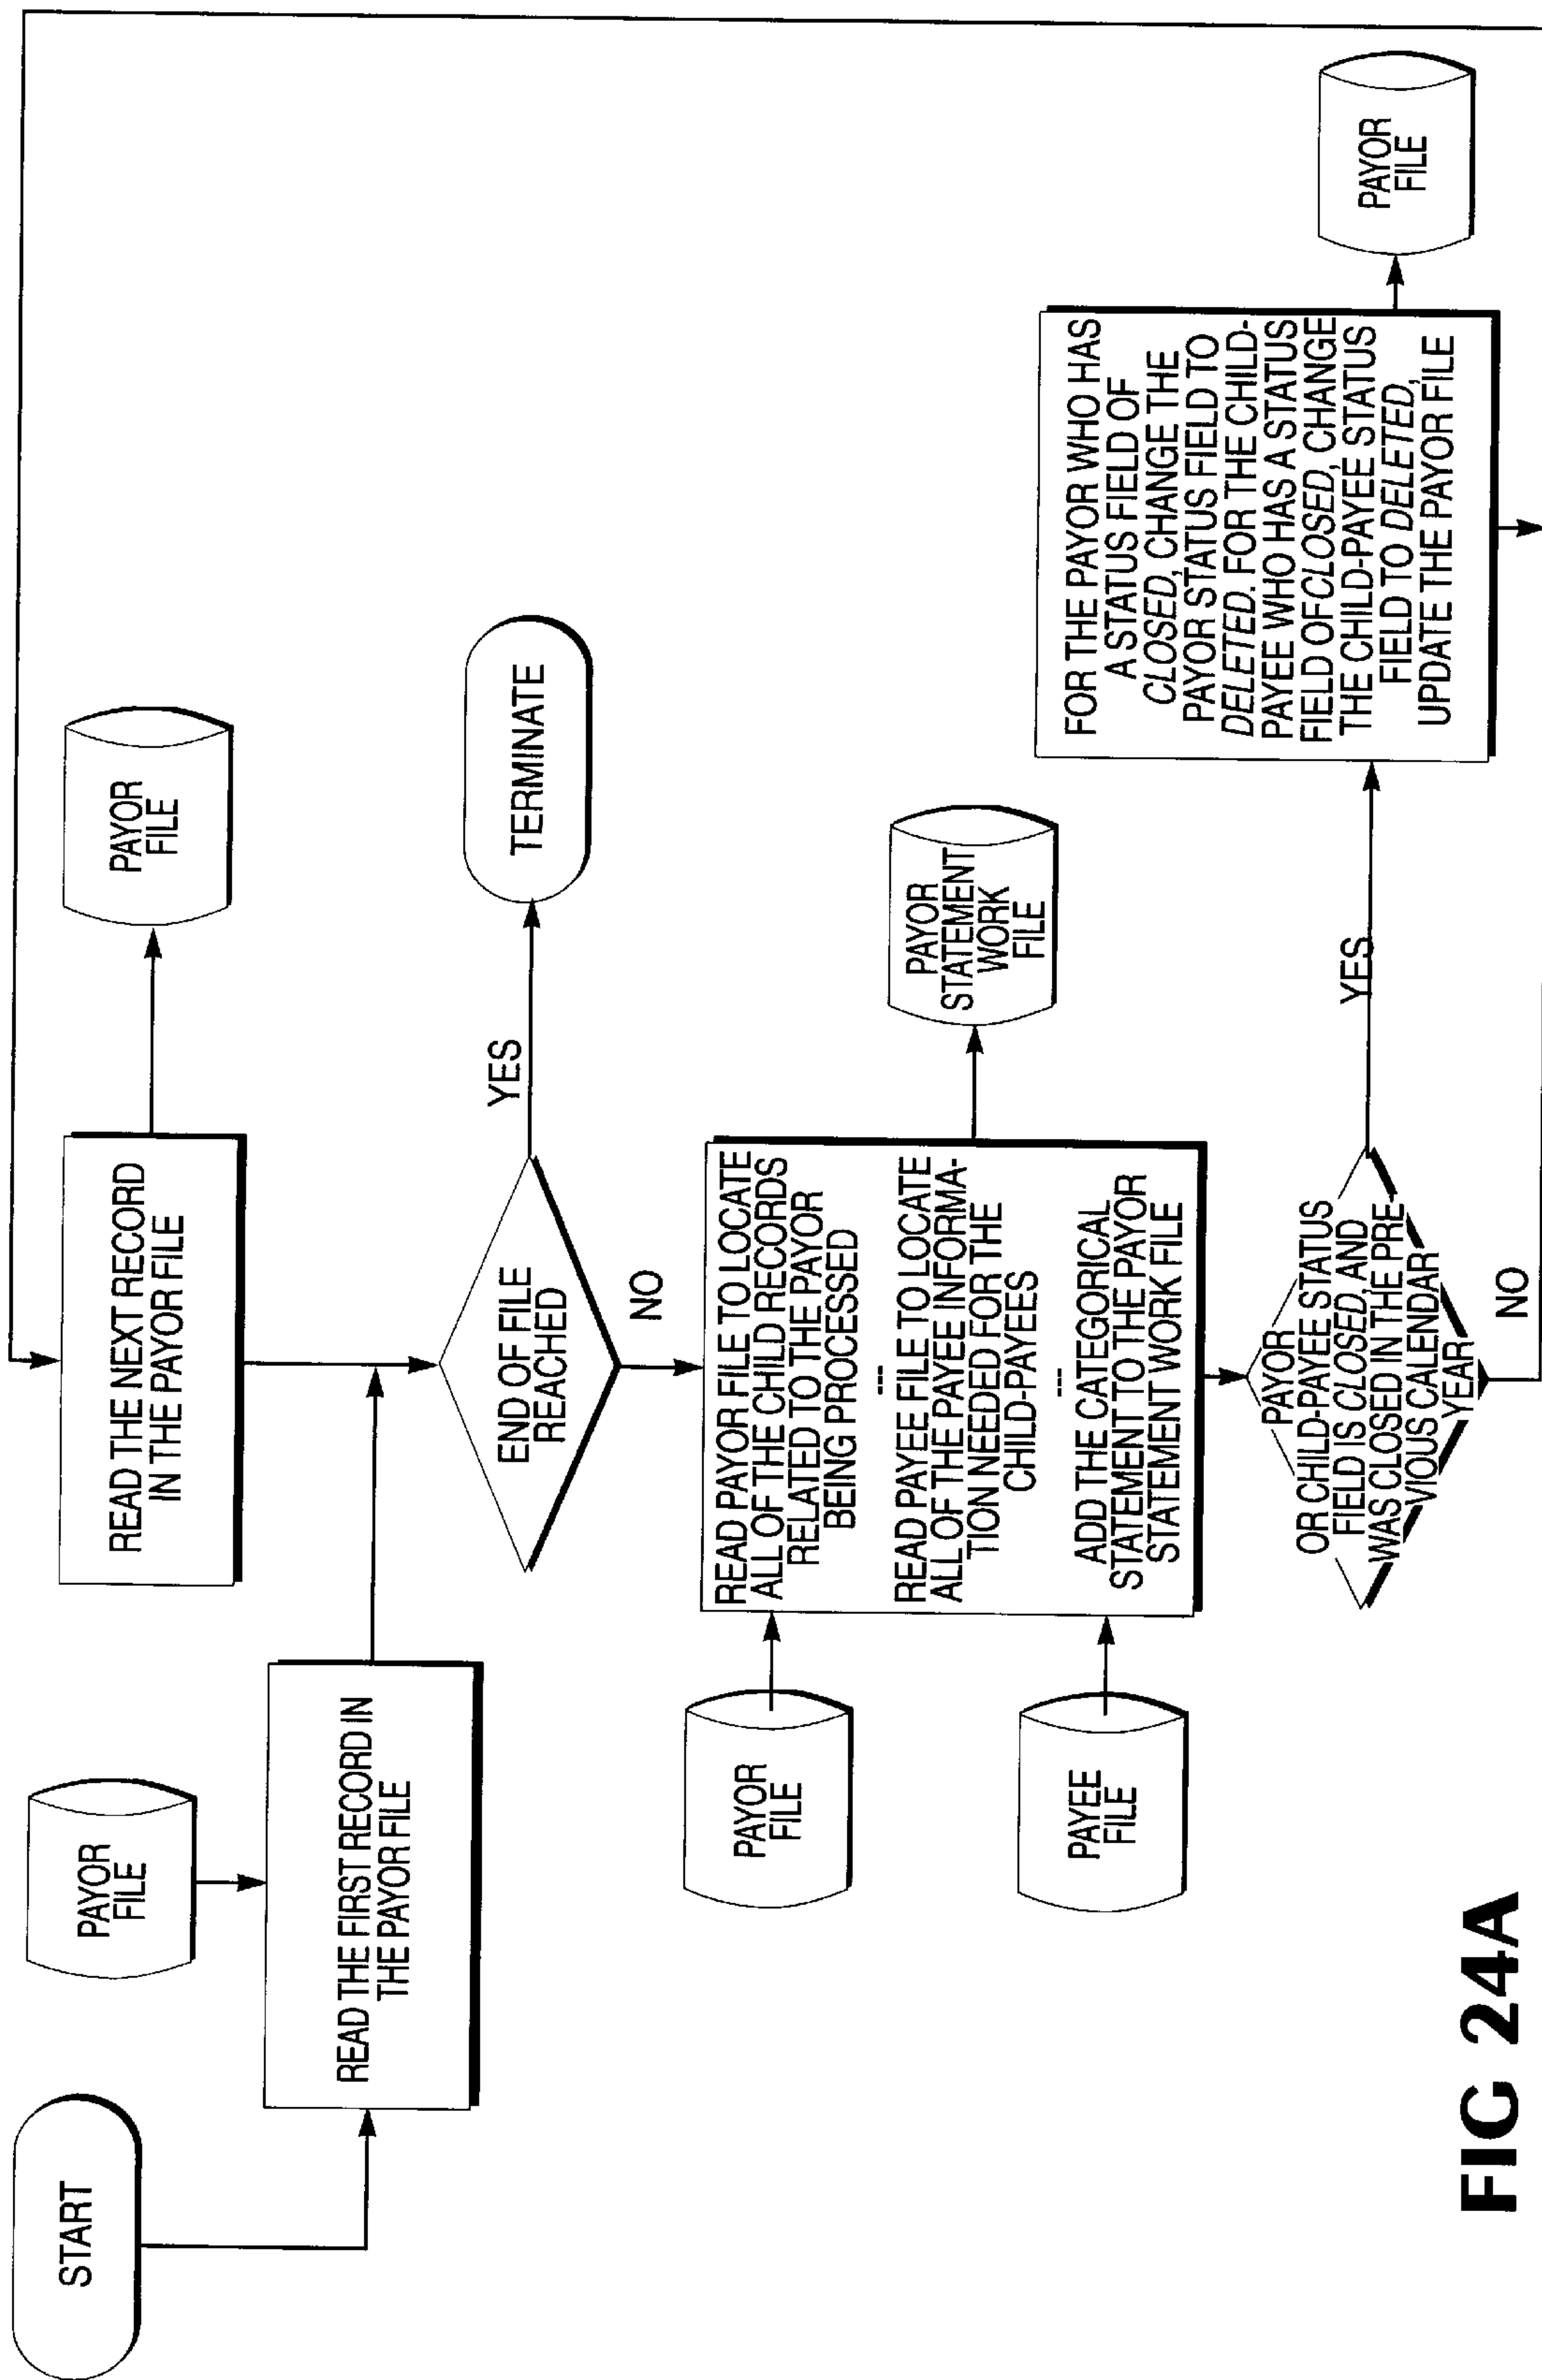 START
PAYOR
FILE
READ THE FIRST RECORD IN
THE PAYOR FILE
READ THE NEXT RECORD
IN THE PAYOR FILE
PAYOR
FILE
END OF FILE
REACHED
YES
TERMINATE
NO
PAYOR
FILE
PAYEE
FILE
READ PAYOR FILE TO LOCATE
ALL OF THE CHILD RECORDS
RELATED TO THE PAYOR
BEING PROCESSED
---
READ PAYEE FILE TO LOCATE
ALL OF THE PAYEE INFORMA-
TION NEEDED FOR THE
CHILD-PAYEES
---
ADD THE CATEGORICAL
STATEMENT TO THE PAYOR
STATEMENT WORK FILE
PAYOR
STATEMENT
WORK
FILE
PAYOR
OR CHILD-PAYEE STATUS
FIELD IS CLOSED, AND
WAS CLOSED IN THE PRE-
VIOUS CALENDAR
YEAR
YES
NO
FOR THE PAYOR WHO HAS
A STATUS FIELD OF
CLOSED, CHANGE THE
PAYOR STATUS FIELD TO
DELETED. FOR THE CHILD-
PAYEE WHO HAS A STATUS
FIELD OF CLOSED, CHANGE
THE CHILD-PAYEE STATUS
FIELD TO DELETED,
UPDATE THE PAYOR FILE
PAYOR
FILE
FIG 24A